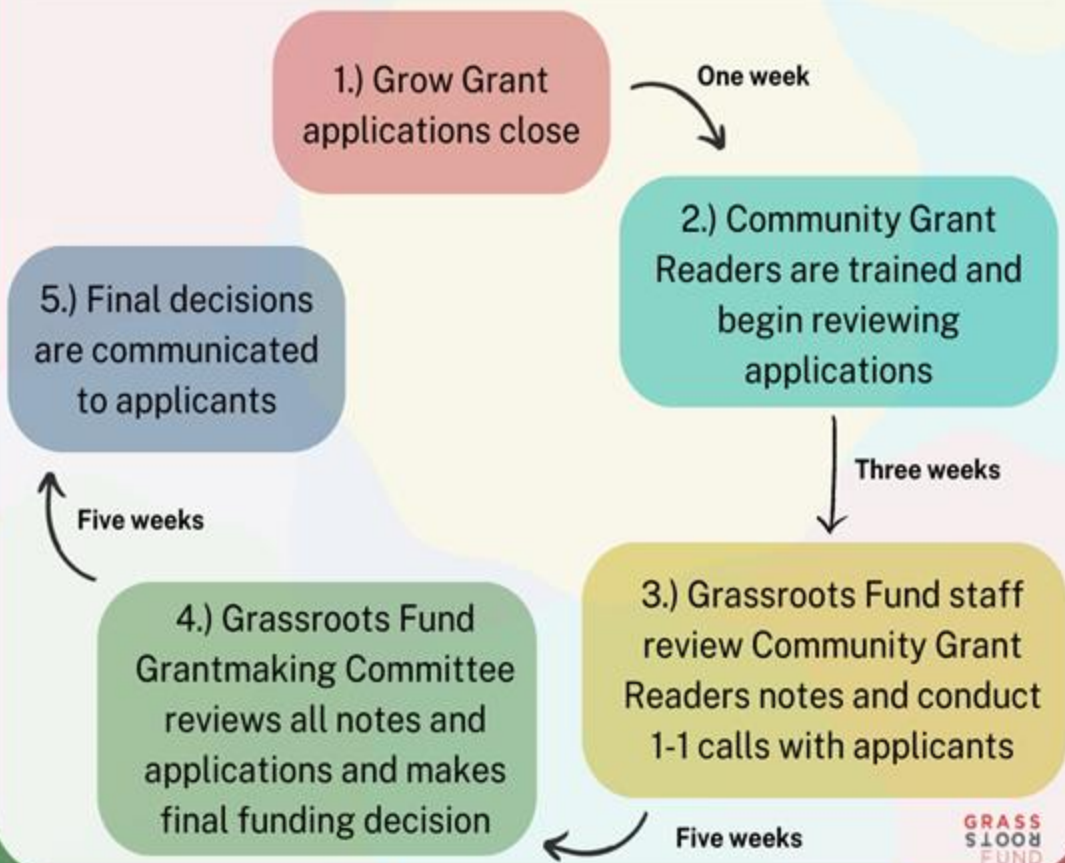 1.) Grow Grant
applications close
One week
2.) Community Grant
Readers are trained and
begin reviewing
applications
Three weeks
3.) Grassroots Fund staff
review Community Grant
Readers notes and conduct
1-1 calls with applicants
Five weeks
4.) Grassroots Fund
Grantmaking Committee
reviews all notes and
applications and makes
final funding decision
Five weeks
5.) Final decisions
are communicated
to applicants
GRASS
ROOTS
FUND